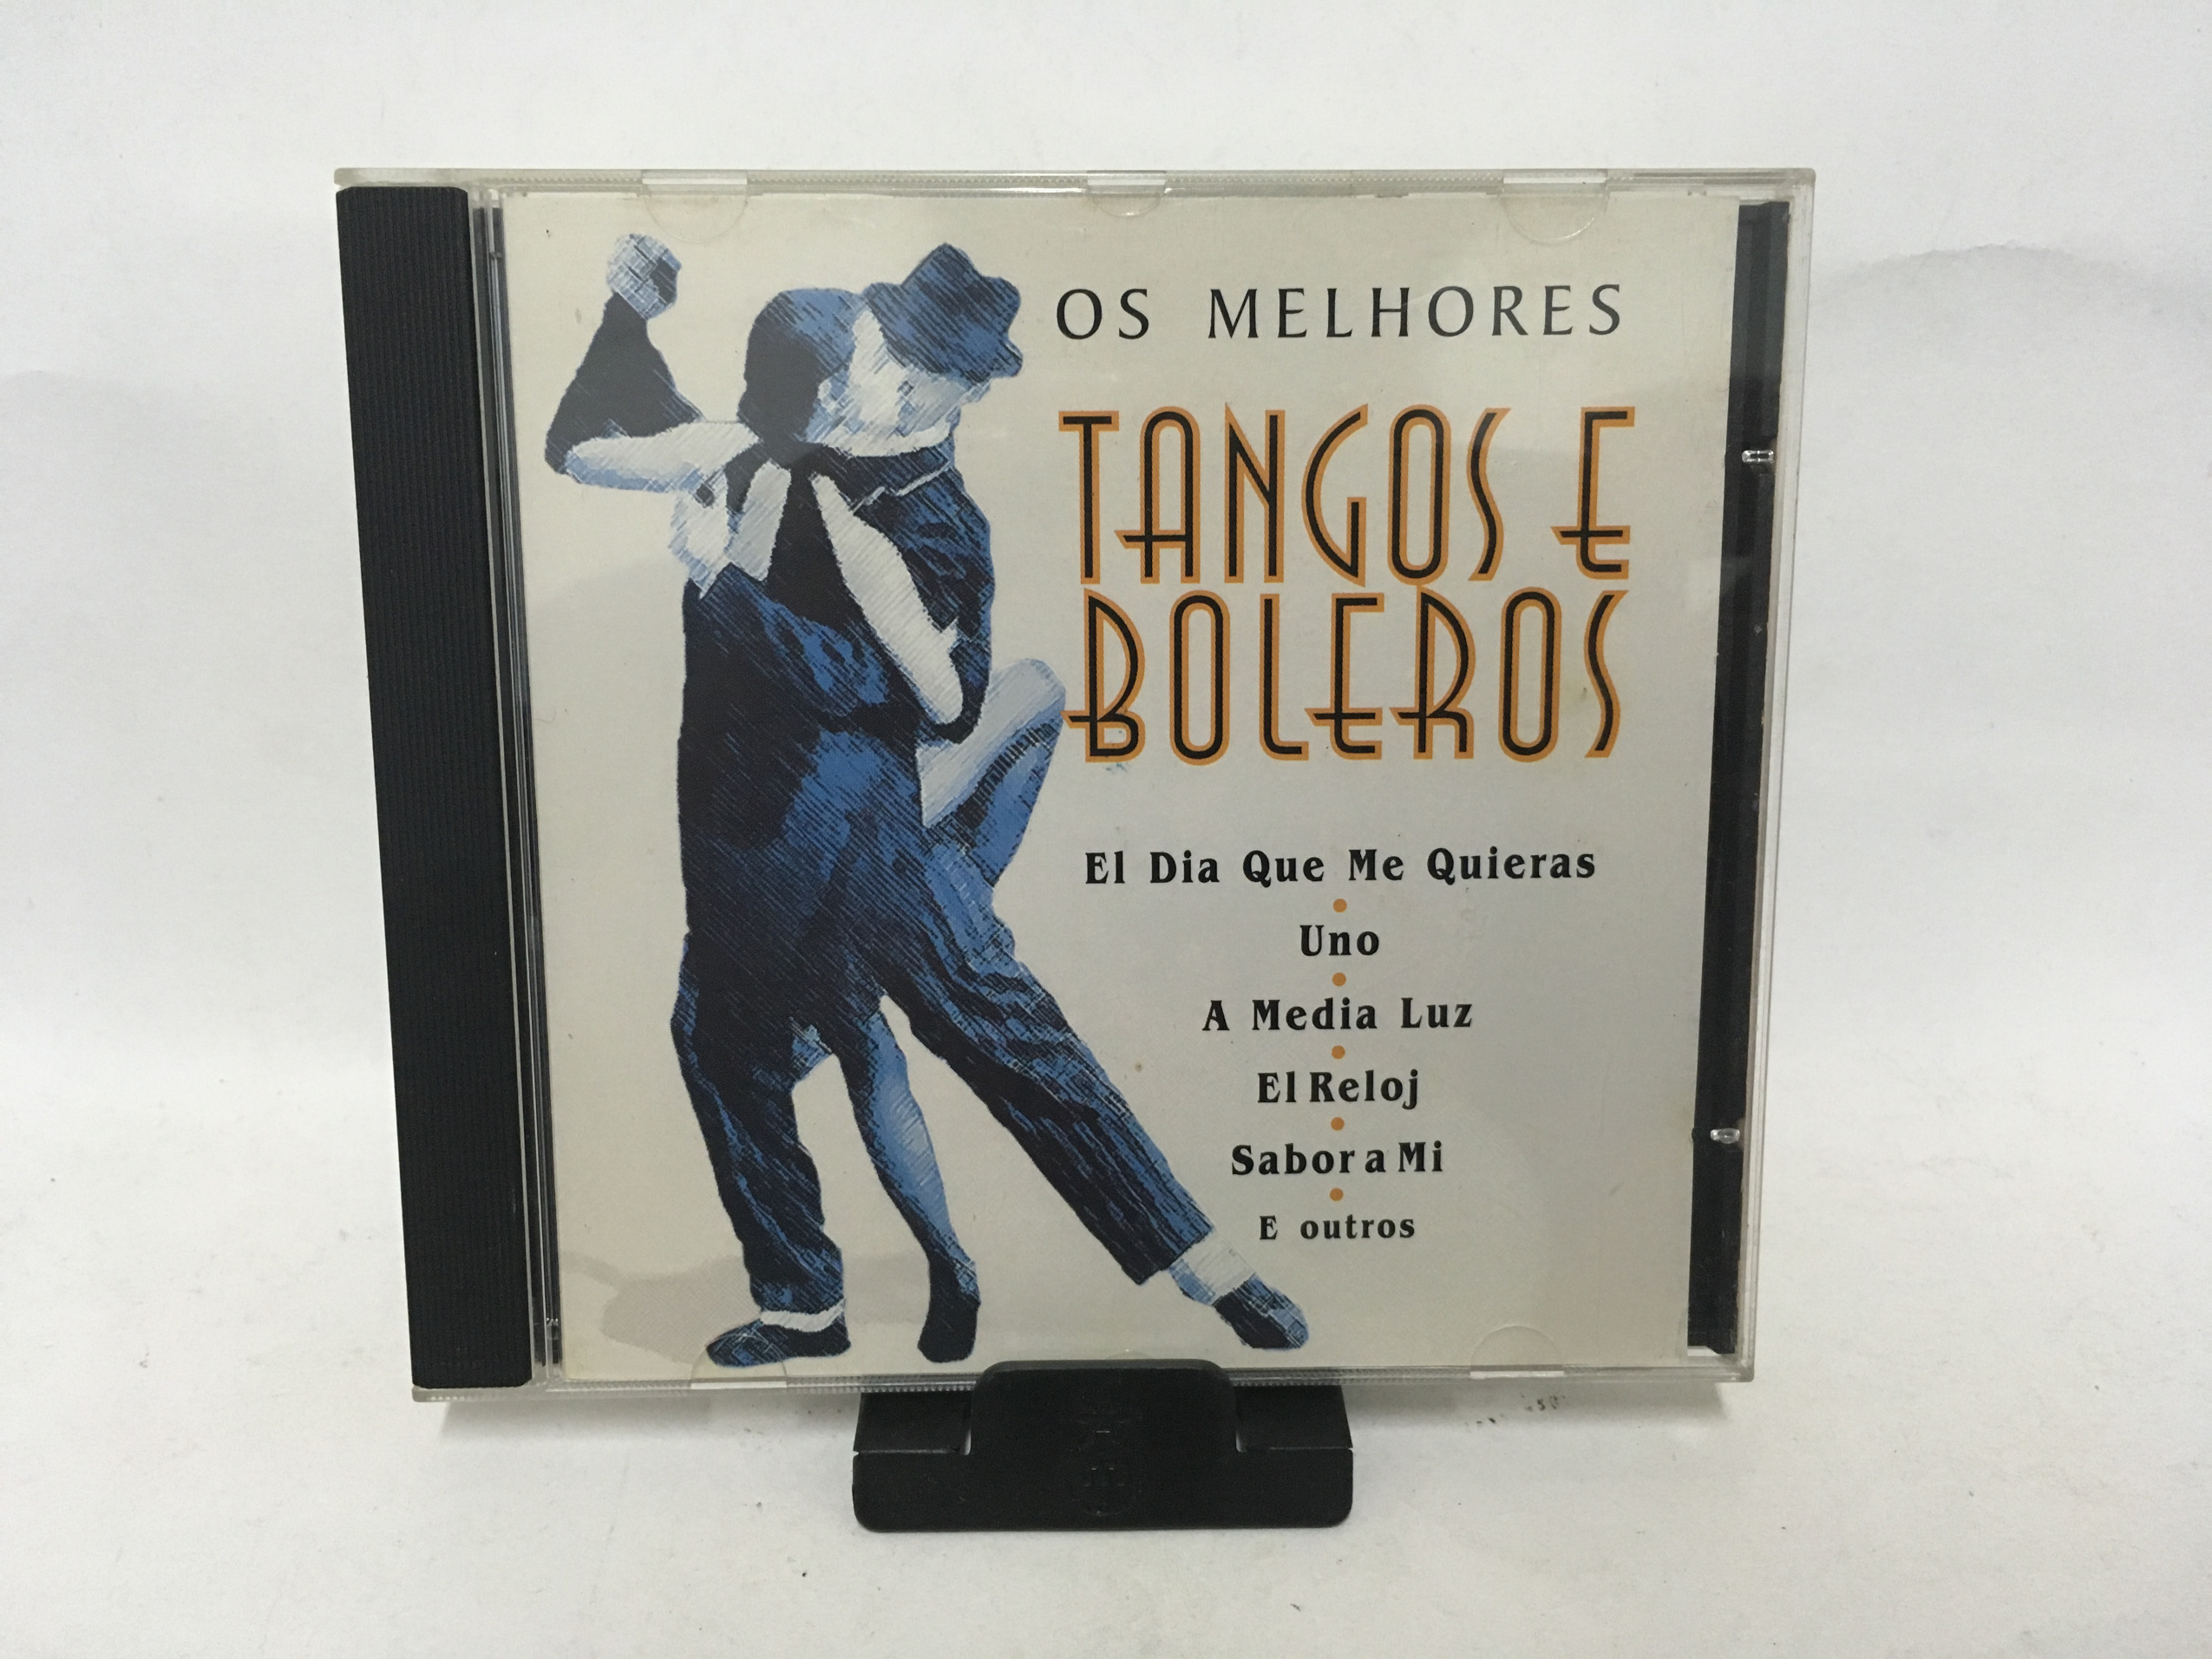 OS MELHORES
TANGOS E
BOLEROS
El Dia Que Me Quieras
Uno
A Media Luz
El Reloj
Sabor a Mi
E outros